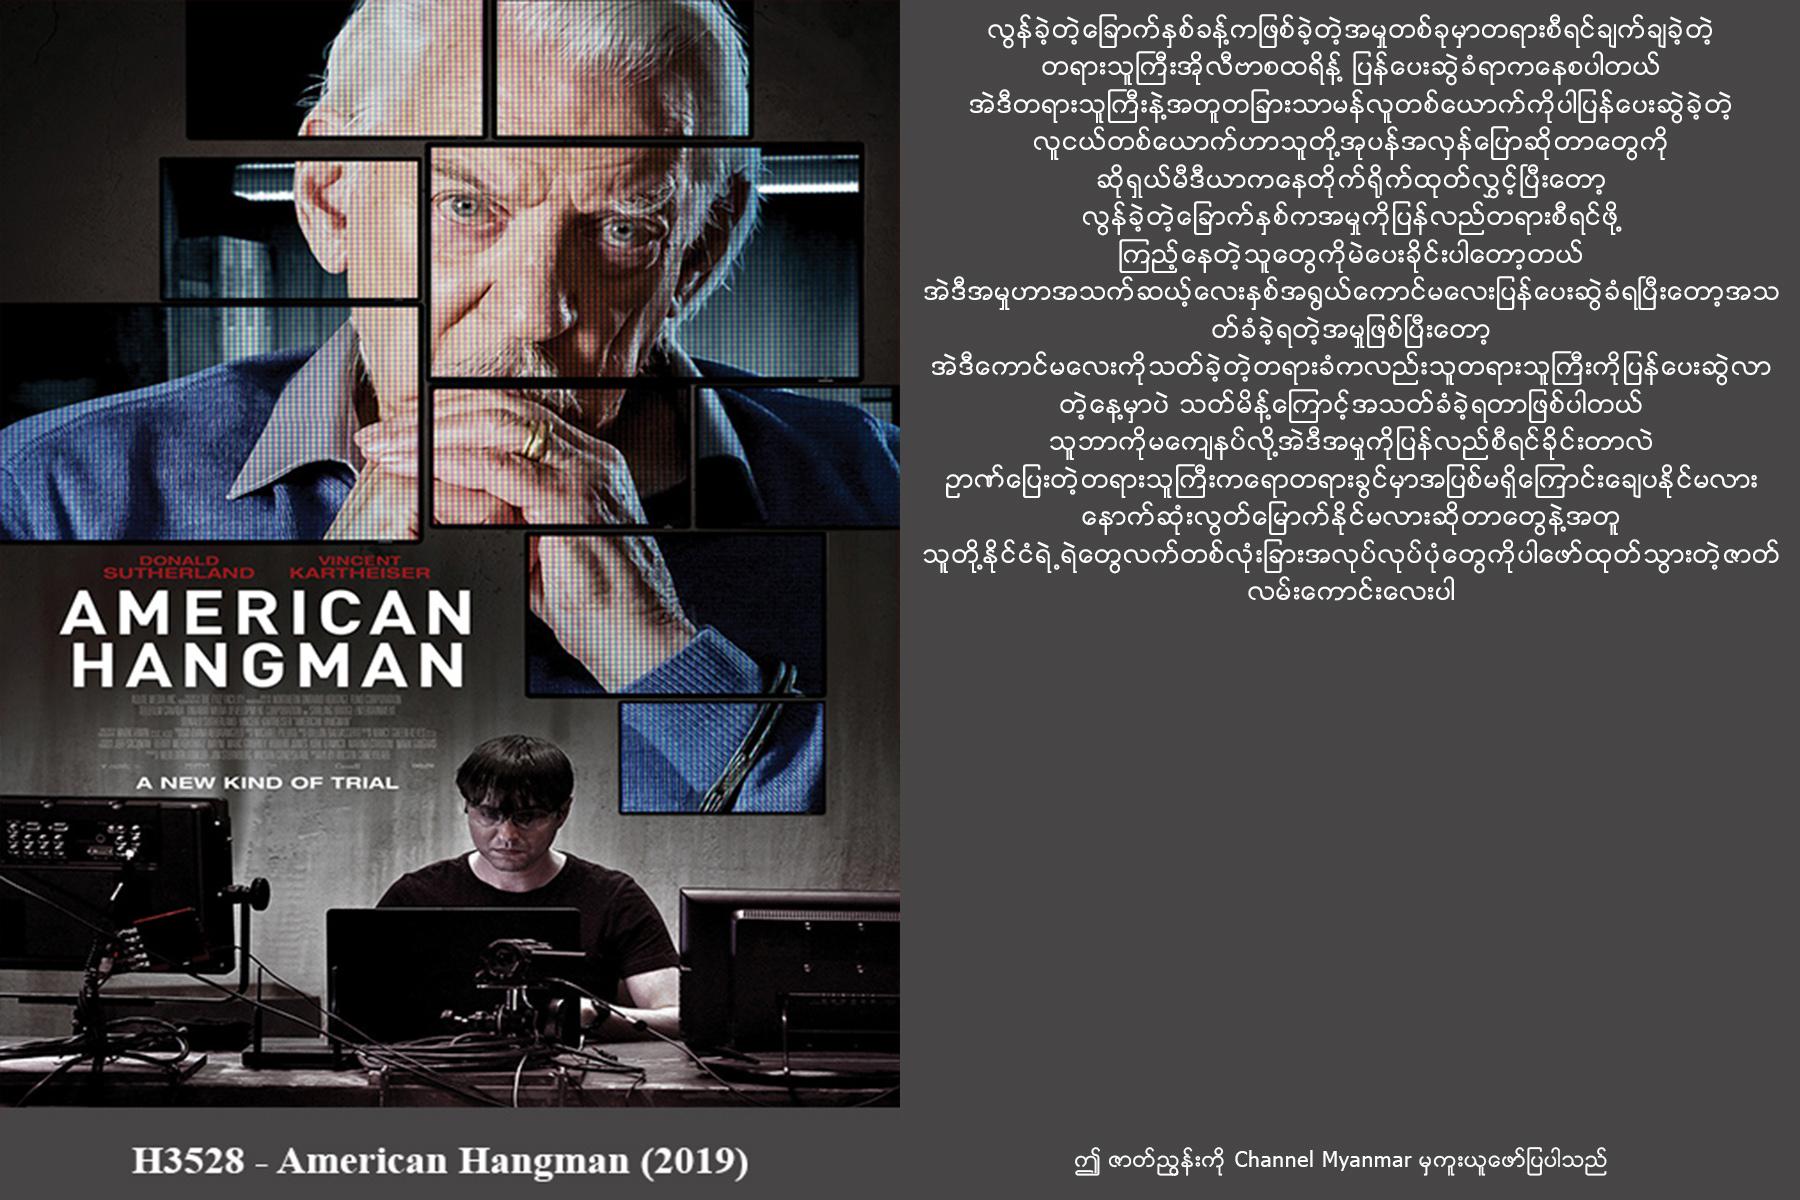 DONALD SUTHERLAND
VINCENT KARTHEISER
AMERICAN
HANGMAN
A NEW KIND OF TRIAL
H3528 - American Hangman (2019)
လွန်ခဲ့တဲ့ခြောက်နှစ်ခန့်ကဖြစ်ခဲ့တဲ့အမှုတစ်ခုမှာတရားစီရင်ချက်ချခဲ့တဲ့
တရားသူကြီးအိုလီဗာစထရိန့် ပြန်ပေးဆွဲခံရာကနေစပါတယ်
အဲဒီတရားသူကြီးနဲ့အတူတခြားသာမန်လူတစ်ယောက်ကိုပါပြန်ပေးဆွဲခဲ့တဲ့
လူငယ်တစ်ယောက်ဟာသူတို့အုပန်အလှန်ပြောဆိုတာတွေကို
ဆိုရှယ်မီဒီယာကနေတိုက်ရိုက်ထုတ်လွှင့်ပြီးတော့
လွန်ခဲ့တဲ့ခြောက်နှစ်ကအမှုကိုပြန်လည်တရားစီရင်ဖို့
ကြည့်နေတဲ့သူတွေကိုမဲပေးခိုင်းပါတော့တယ်
အဲဒီအမှုဟာအသက်ဆယ့်လေးနှစ်အရွယ်ကောင်မလေးပြန်ပေးဆွဲခံရပြီးတော့အသ
တ်ခံခဲ့ရတဲ့အမှုဖြစ်ပြီးတော့
အဲဒီကောင်မလေးကိုသတ်ခဲ့တဲ့တရားခံကလည်းသူတရားသူကြီးကိုပြန်ပေးဆွဲလာ
တဲ့နေ့မှာပဲ သတ်မိန့်ကြောင့်အသတ်ခံခဲ့ရတာဖြစ်ပါတယ်
သူဘာကိုမကျေနပ်လို့အဲဒီအမှုကိုပြန်လည်စီရင်ခိုင်းတာလဲ
ဉာဏ်ပြေးတဲ့တရားသူကြီးကရောတရားခွင်မှာအပြစ်မရှိကြောင်းချေပနိုင်မလား
နောက်ဆုံးလွတ်မြောက်နိုင်မလားဆိုတာတွေနဲ့အတူ
သူတို့နိုင်ငံရဲ့ရဲတွေလက်တစ်လုံးခြားအလုပ်လုပ်ပုံတွေကိုပါဖော်ထုတ်သွားတဲ့ဇာတ်
လမ်းကောင်းလေးပါ
ဤ ဇာတ်ညွှန်းကို Channel Myanmar မှကူးယူဖော်ပြပါသည်